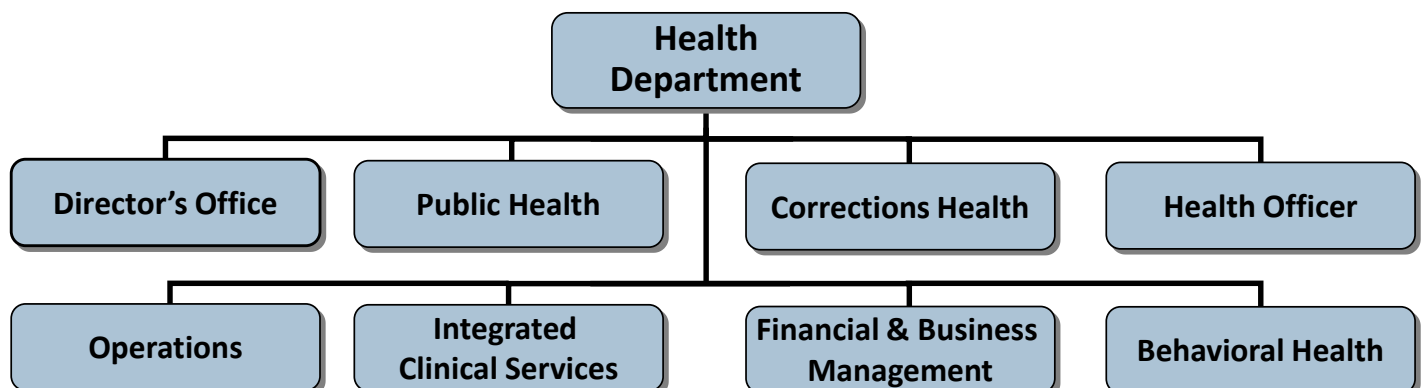 Health
Department
Director’s Office
Public Health
Corrections Health
Health Officer
Operations
Integrated
Clinical Services
Financial & Business
Management
Behavioral Health